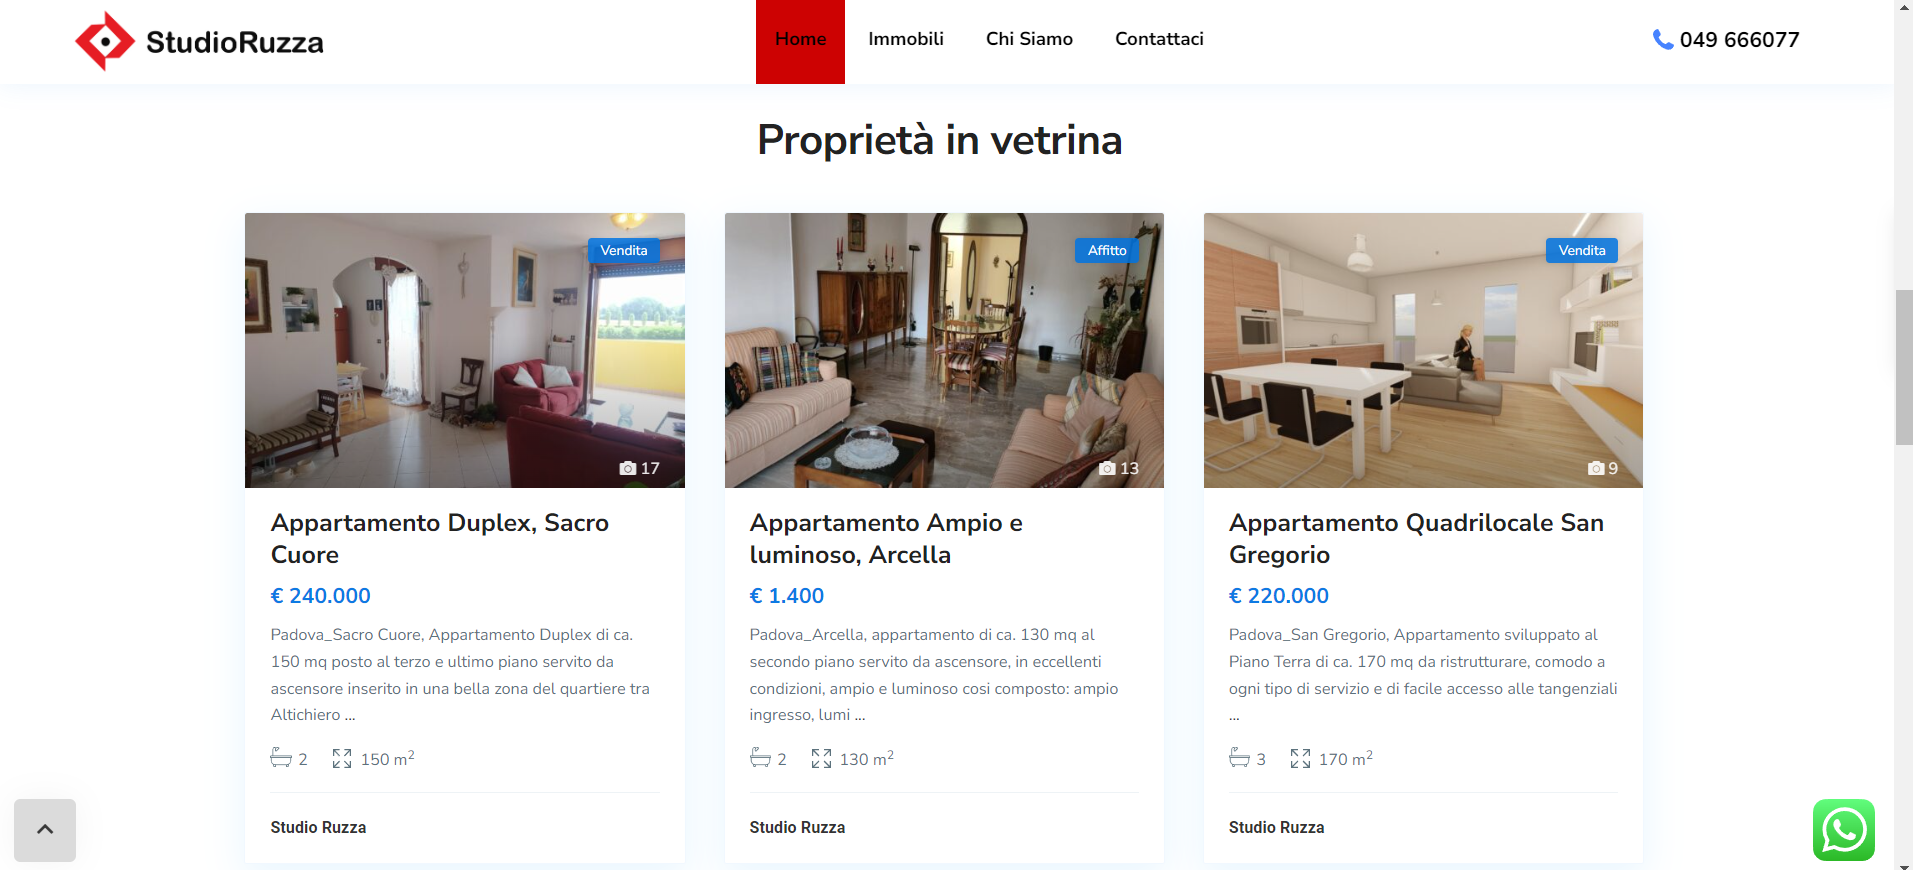 StudioRuzza
Home Immobili Chi Siamo Contattaci
049 666077
Proprietà in vetrina
Vendita
17
Appartamento Duplex, Sacro
Cuore
€ 240.000
Padova_Sacro Cuore, Appartamento Duplex di ca.
150 mq posto al terzo e ultimo piano servito da
ascensore inserito in una bella zona del quartiere tra
Altichiero ...
2 150 m²
Studio Ruzza
Affitto
13
Appartamento Ampio e
luminoso, Arcella
€ 1.400
Padova_Arcella, appartamento di ca. 130 mq al
secondo piano servito da ascensore, in eccellenti
condizioni, ampio e luminoso cosi composto: ampio
ingresso, lumi ...
2 130 m²
Studio Ruzza
Vendita
9
Appartamento Quadrilocale San
Gregorio
€ 220.000
Padova_San Gregorio, Appartamento sviluppato al
Piano Terra di ca. 170 mq da ristrutturare, comodo a
ogni tipo di servizio e di facile accesso alle tangenziali
...
3 170 m²
Studio Ruzza